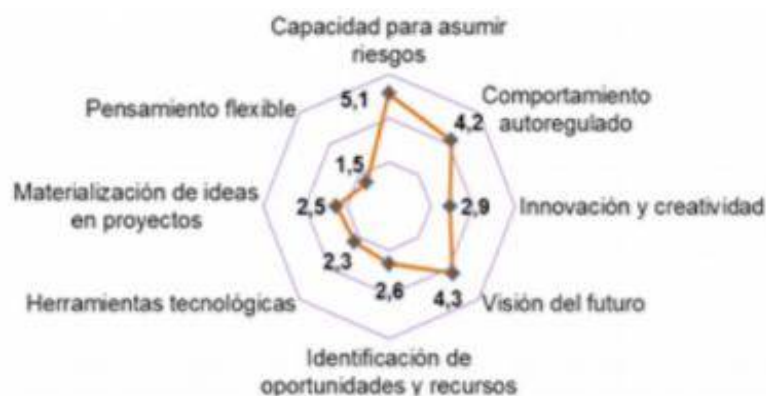 Capacidad para asumir
riesgos
Comportamiento
autoregulado
Innovación y creatividad
Visión del futuro
Identificación de
oportunidades y recursos
Herramientas tecnológicas
Materialización de ideas
en proyectos
Pensamiento flexible
5,1
4,2
2,9
4,3
2,6
2,3
2,5
1,5